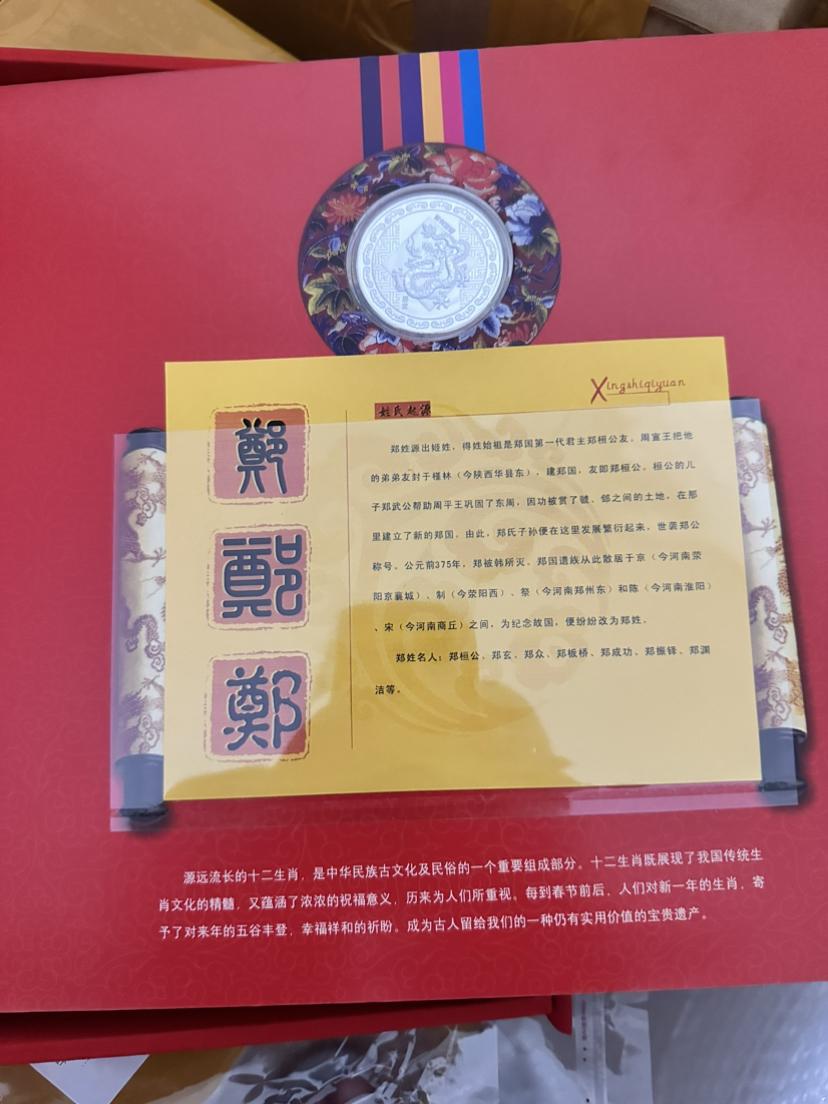 Xingshiqiyuan
姓氏起源
鄭
鄭
鄭
郑姓源出姬姓，得姓始祖是郑国第一代君主郑桓公友。周宣王把他
的弟弟友封于槿林（今陕西华县东），建郑国，友即郑桓公。桓公的儿
子郑武公帮助周平王巩固了东周，因功被赏了虢、郐之间的土地，在那
里建立了新的郑国。由此，郑氏子孙便在这里发展繁衍起来，世袭郑公
称号。公元前375年，郑被韩所灭。郑国遗族从此散居于京（今河南荥
阳京襄城）、制（今荥阳西）、祭（今河南郑州东）和陈（今河南淮阳）
、宋（今河南商丘）之间，为纪念故国，便纷纷改为郑姓。
郑姓名人：郑桓公、郑玄、郑众、郑板桥、郑成功、郑振铎、郑渊
洁等。
源远流长的十二生肖，是中华民族古文化及民俗的一个重要组成部分。十二生肖既展现了我国传统生
肖文化的精髓，又蕴涵了浓浓的祝福意义，历来为人们所重视。每到春节前后，人们对新一年的生肖，寄
予了对来年的五谷丰登，幸福祥和的祈盼。成为古人留给我们的一种仍有实用价值的宝贵遗产。